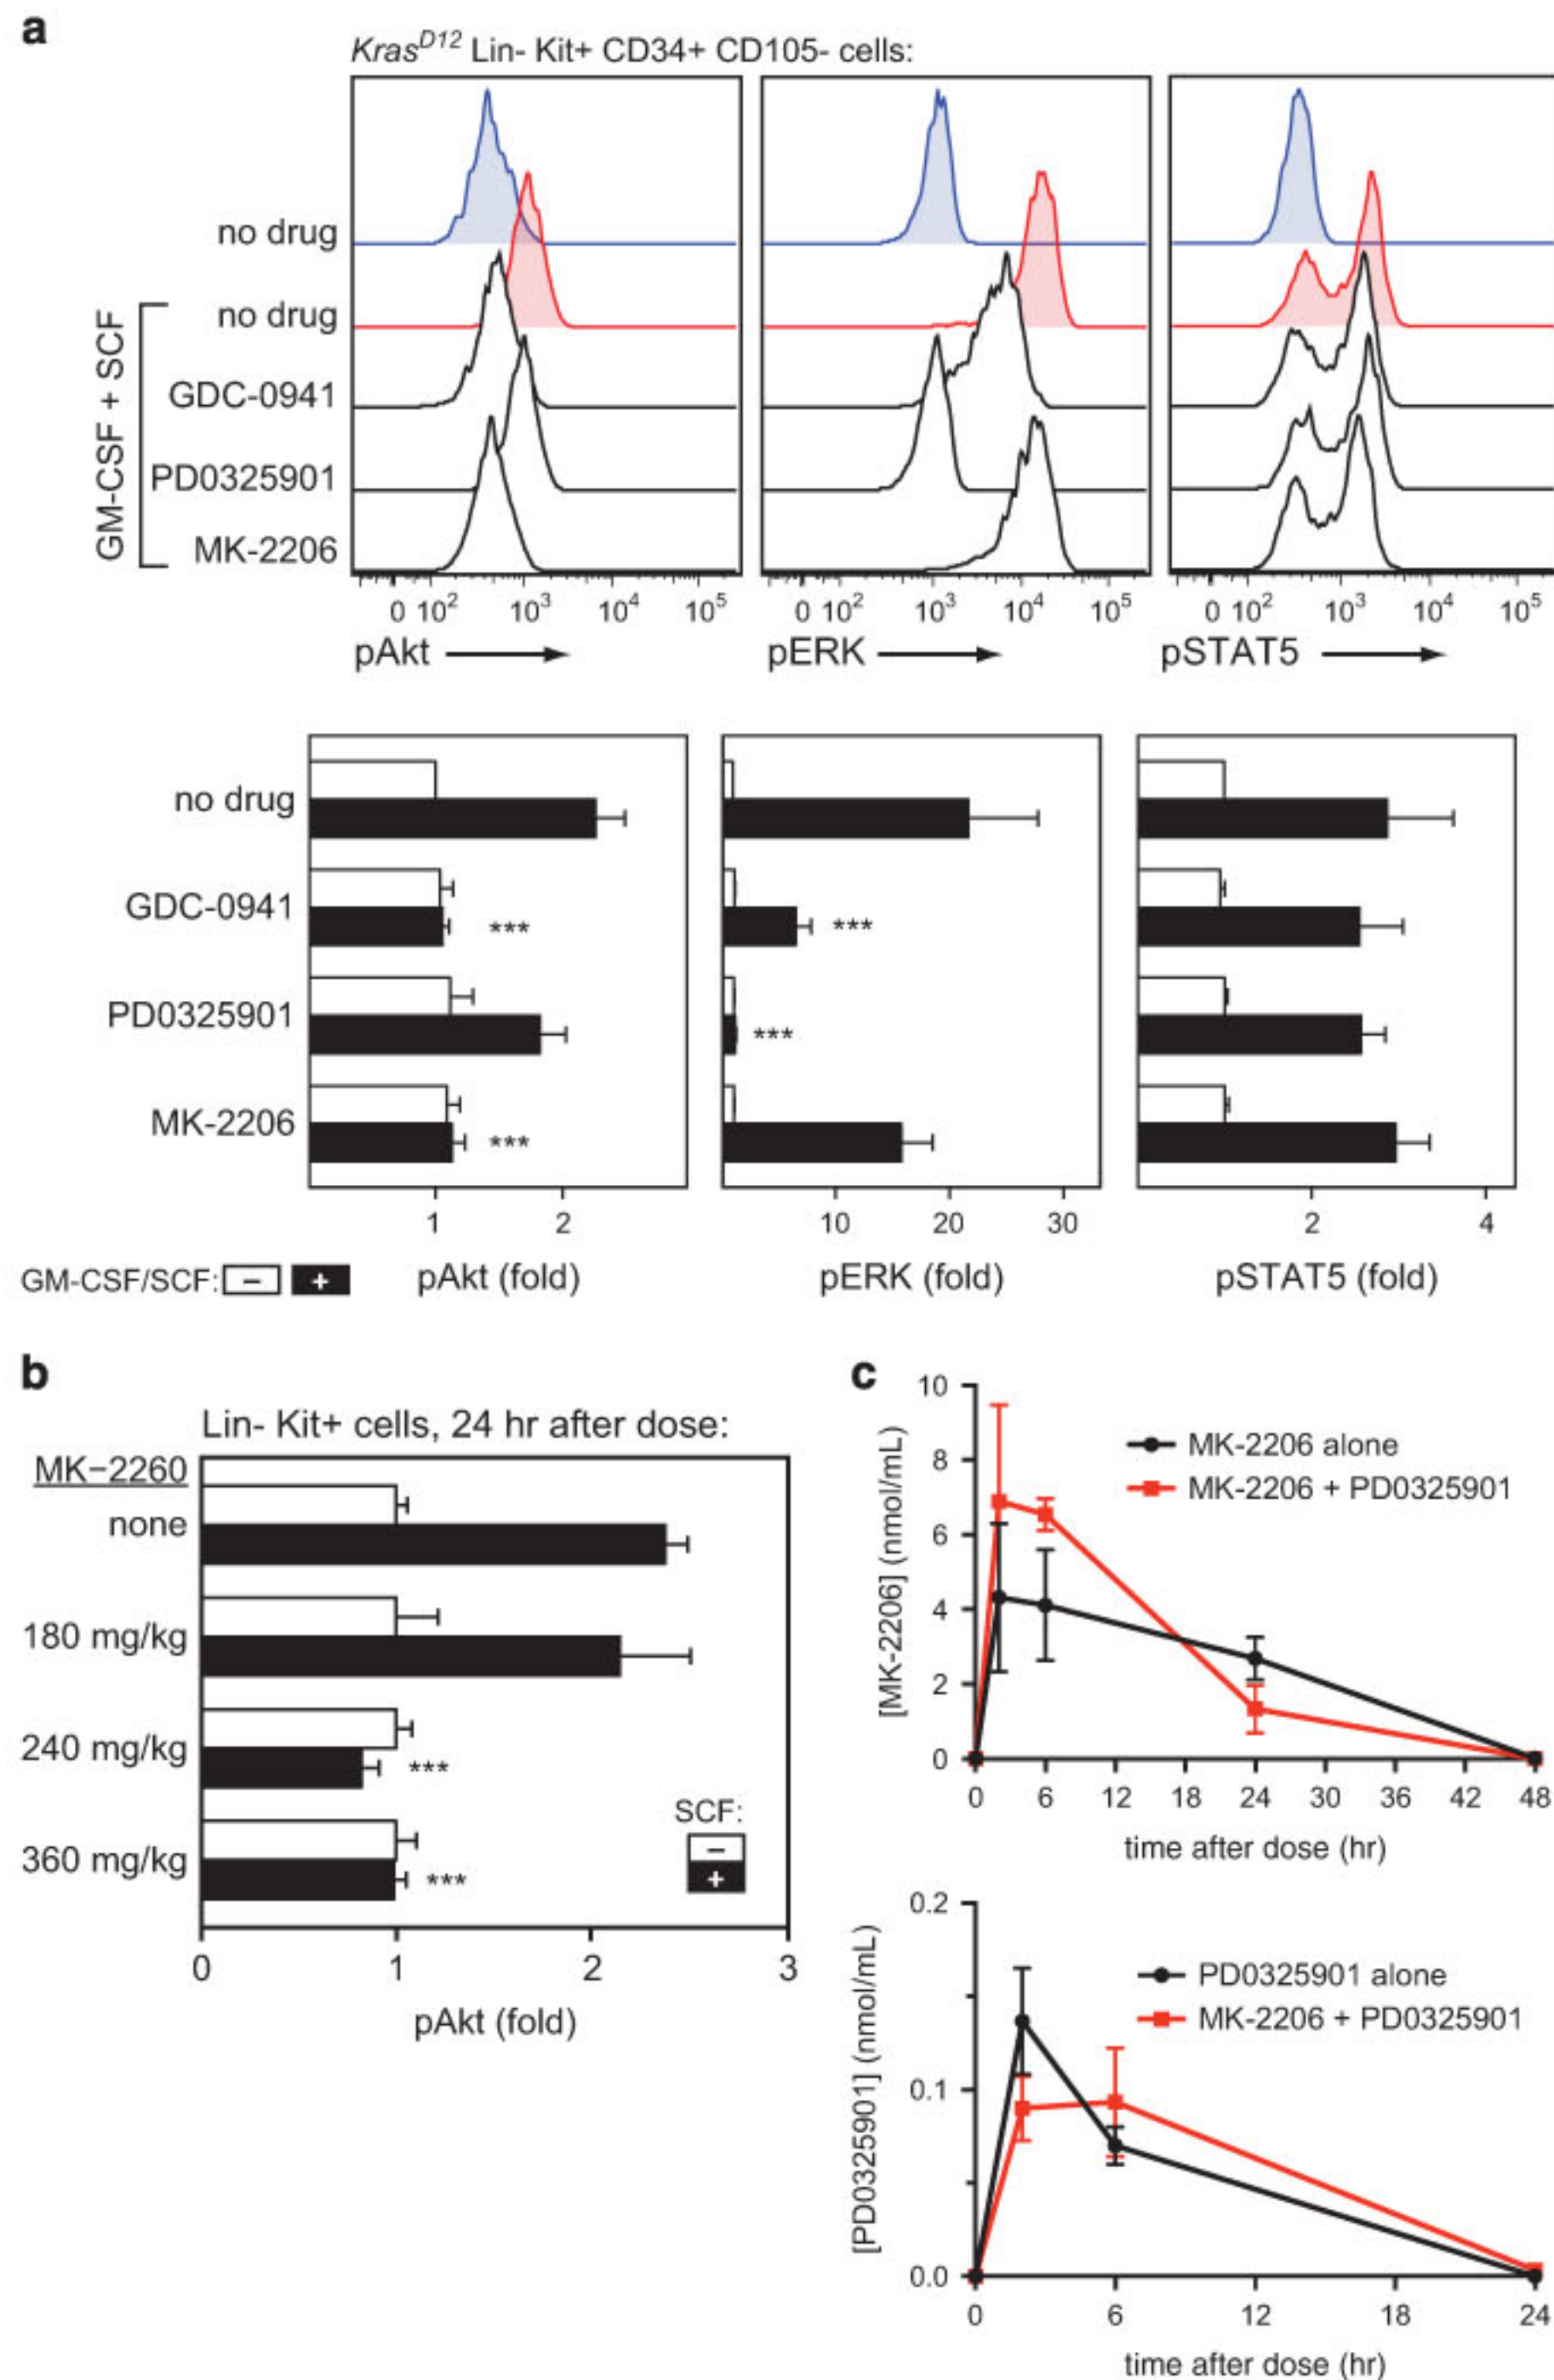 a
Kras^D12 Lin- Kit+ CD34+ CD105- cells:
no drug
no drug
GDC-0941
PD0325901
MK-2206
GM-CSF + SCF
0 10^2 10^3 10^4 10^5
0 10^2 10^3 10^4 10^5
0 10^2 10^3 10^4 10^5
pAkt
pERK
pSTAT5
no drug
GDC-0941
PD0325901
MK-2206
***
***
***
***
1 2
10 20 30
2 4
GM-CSF/SCF: − +
pAkt (fold)
pERK (fold)
pSTAT5 (fold)
b
Lin- Kit+ cells, 24 hr after dose:
MK−2260
none
180 mg/kg
240 mg/kg
***
360 mg/kg
***
SCF:
−
+
0 1 2 3
pAkt (fold)
c
10
8
6
4
2
0
[MK-2206] (nmol/mL)
MK-2206 alone
MK-2206 + PD0325901
0 6 12 18 24 30 36 42 48
time after dose (hr)
0.2
0.1
0.0
[PD0325901] (nmol/mL)
PD0325901 alone
MK-2206 + PD0325901
0 6 12 18 24
time after dose (hr)